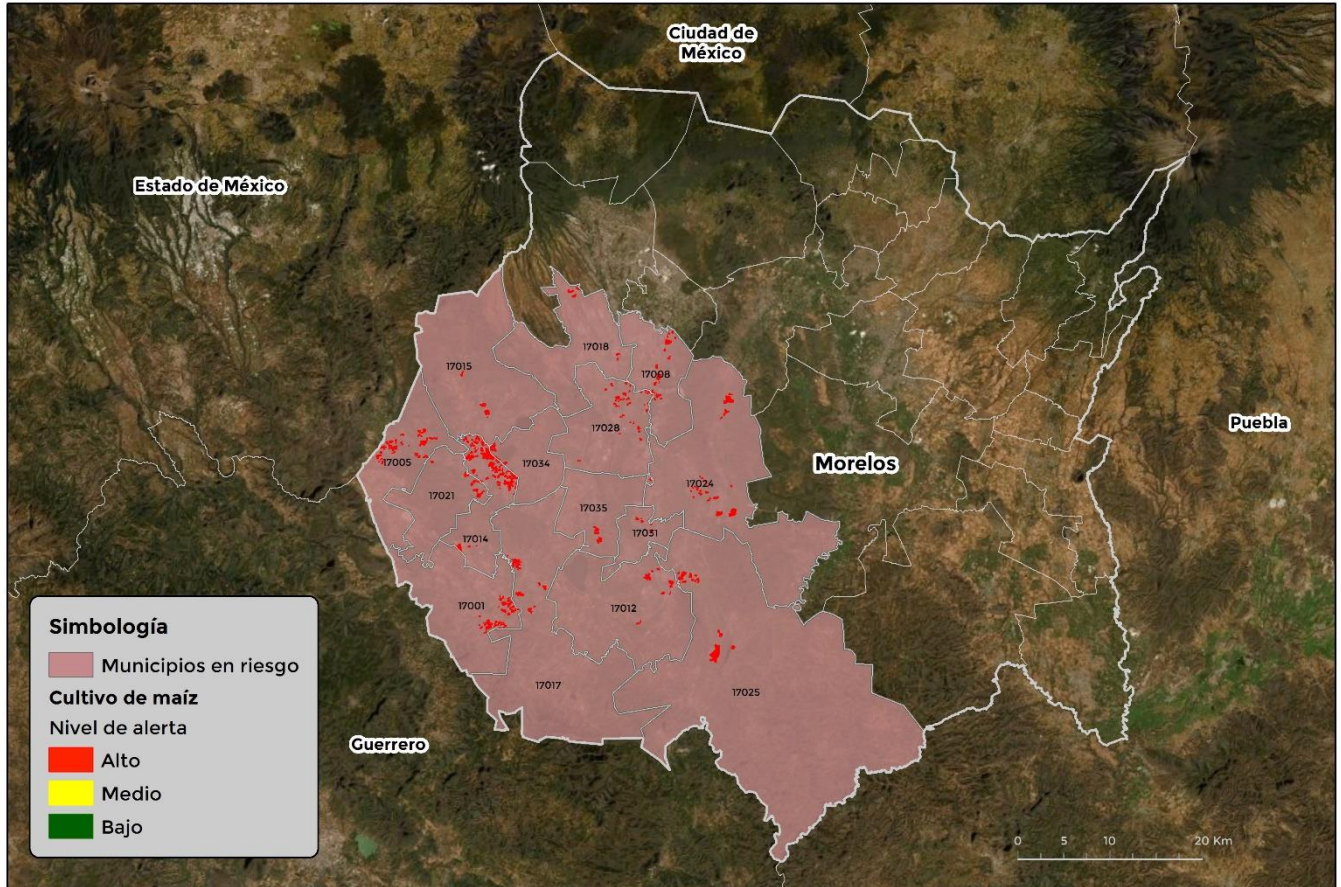 Ciudad de
México
Estado de México
17018
17008
17015
Puebla
17028
17005
17034
Morelos
17024
17021
17035
17031
17014
17001
17012
17017
17025
Guerrero
Simbología
Municipios en riesgo
Cultivo de maíz
Nivel de alerta
Alto
Medio
Bajo
0 5 10 20 Km